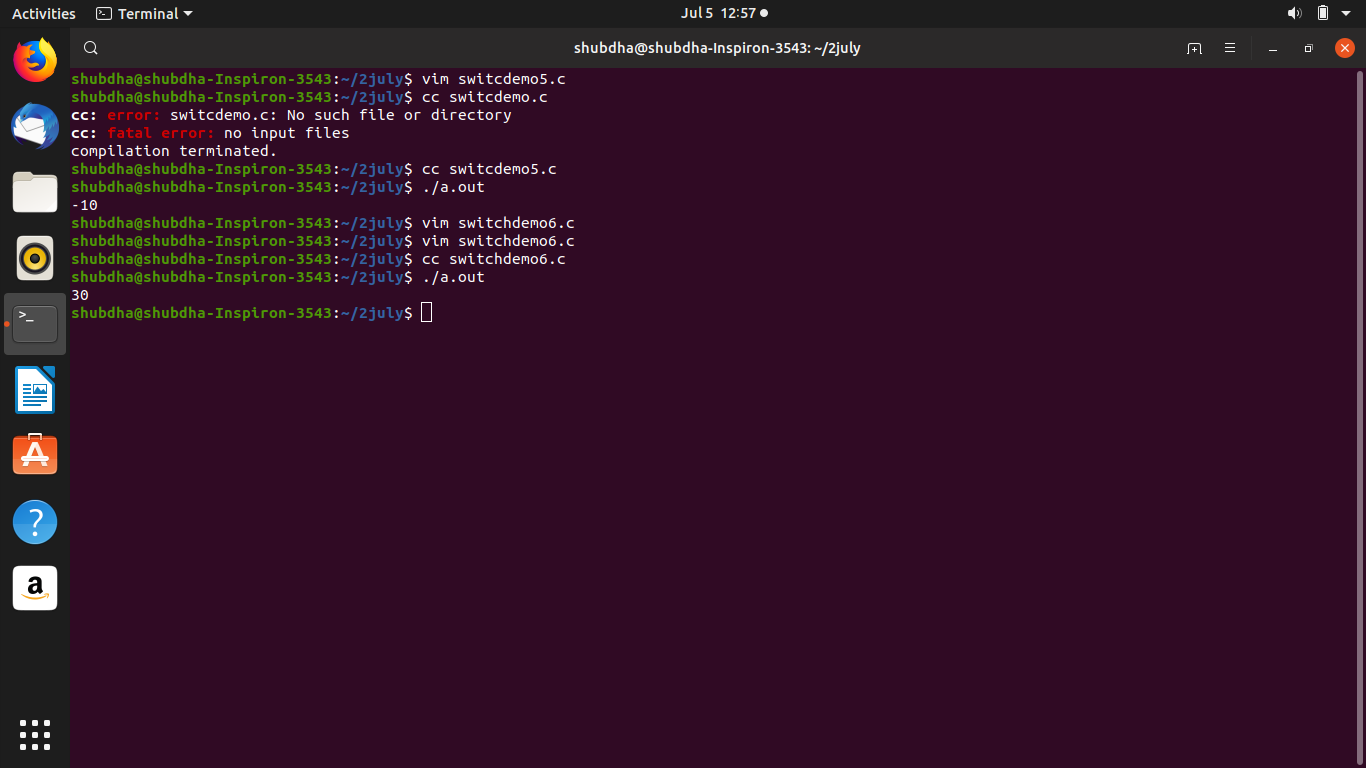 Activities Terminal Jul 5 12:57
shubdha@shubdha-Inspiron-3543: ~/2july
shubdha@shubdha-Inspiron-3543:~/2july$ vim switcdemo5.c
shubdha@shubdha-Inspiron-3543:~/2july$ cc switcdemo.c
cc: error: switcdemo.c: No such file or directory
cc: fatal error: no input files
compilation terminated.
shubdha@shubdha-Inspiron-3543:~/2july$ cc switcdemo5.c
shubdha@shubdha-Inspiron-3543:~/2july$ ./a.out
-10
shubdha@shubdha-Inspiron-3543:~/2july$ vim switchdemo6.c
shubdha@shubdha-Inspiron-3543:~/2july$ vim switchdemo6.c
shubdha@shubdha-Inspiron-3543:~/2july$ cc switchdemo6.c
shubdha@shubdha-Inspiron-3543:~/2july$ ./a.out
30
shubdha@shubdha-Inspiron-3543:~/2july$